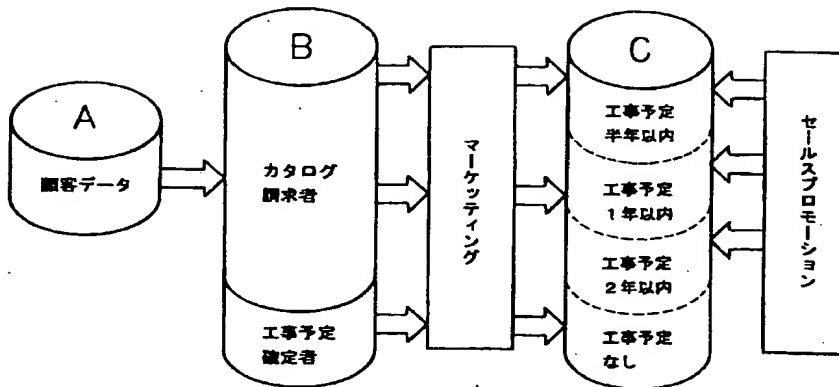 A
顧客データ
B
カタログ
請求者
工事予定
確定者
マーケッティング
C
工事予定
半年以内
工事予定
1年以内
工事予定
2年以内
工事予定
なし
セールスプロモーション